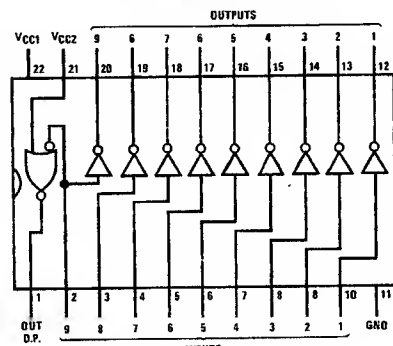 OUTPUTS
VCC1 VCC2 9 6 7 6 5 4 3 2 1
22 21 20 19 18 17 16 15 14 13 12
1 2 3 4 5 6 7 8 8 10 11
OUT 9 8 7 6 5 4 3 2 1 GND
D.P.
INPUTS